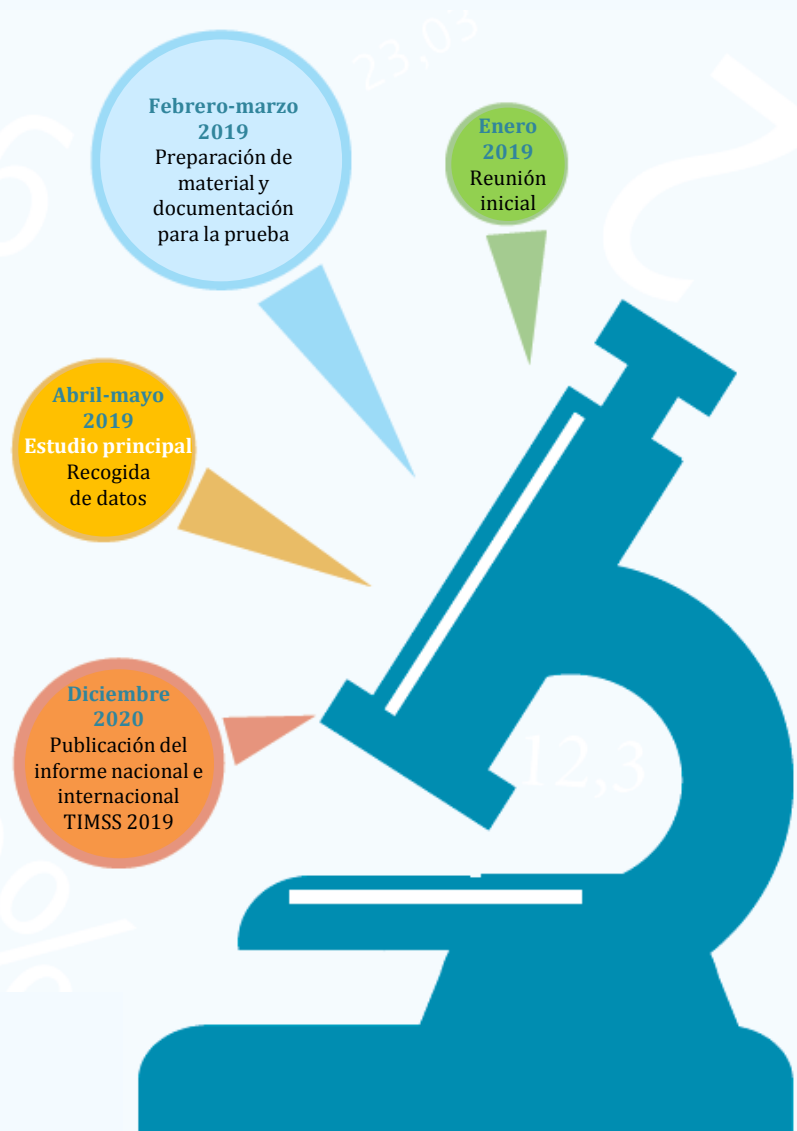 23,03
Enero
2019
Reunión
inicial
Febrero-marzo
2019
Preparación de
material y
documentación
para la prueba
Abril-mayo
2019
Estudio principal
Recogida
de datos
Diciembre
2020
Publicación del
informe nacional e
internacional
TIMSS 2019
12,3
6
?
%